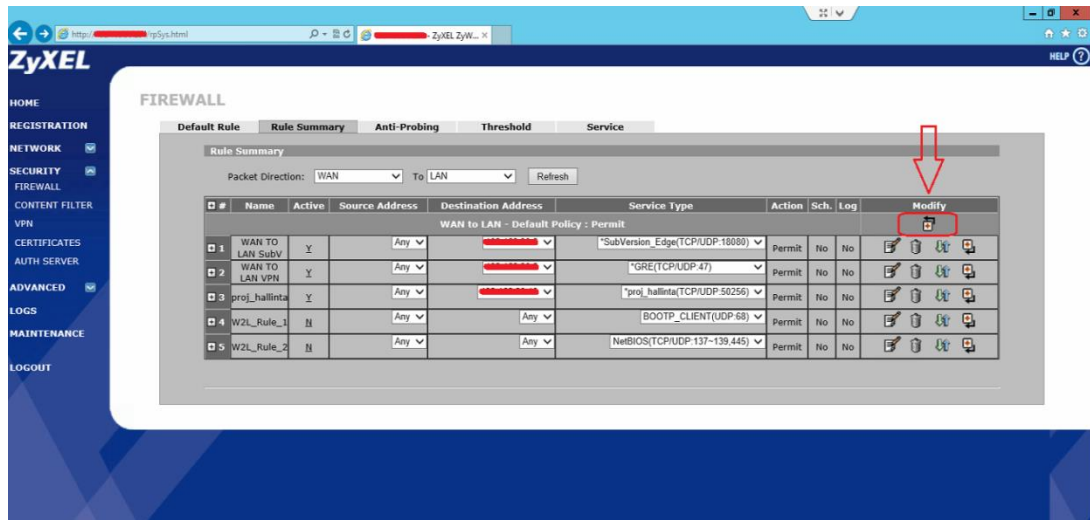 http:// /rpSys.html
- ZyXEL ZyW...
ZyXEL
HELP
HOME
REGISTRATION
NETWORK
SECURITY
FIREWALL
CONTENT FILTER
VPN
CERTIFICATES
AUTH SERVER
ADVANCED
LOGS
MAINTENANCE
LOGOUT
FIREWALL
Default Rule Rule Summary Anti-Probing Threshold Service
Rule Summary
Packet Direction: WAN To LAN Refresh
# Name Active Source Address Destination Address Service Type Action Sch. Log Modify
WAN to LAN - Default Policy : Permit
1 WAN TO LAN SubV Y Any *SubVersion_Edge(TCP/UDP:18080) Permit No No
2 WAN TO LAN VPN Y Any *GRE(TCP/UDP:47) Permit No No
3 proj_hallinta Y Any *proj_hallinta(TCP/UDP:50256) Permit No No
4 W2L_Rule_1 N Any Any BOOTP_CLIENT(UDP:68) Permit No No
5 W2L_Rule_2 N Any Any NetBIOS(TCP/UDP:137~139,445) Permit No No